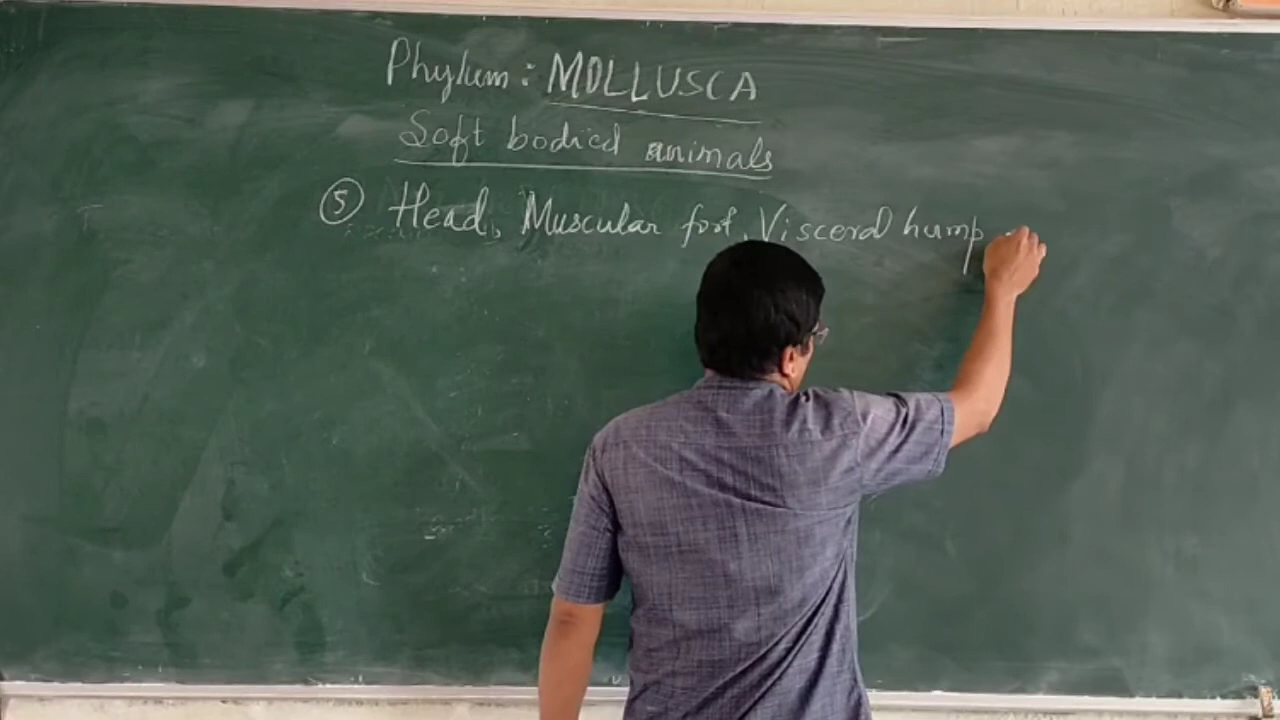 Phylum: MOLLUSCA
Soft bodied animals
⑤ Head, Muscular foot, Visceral hump